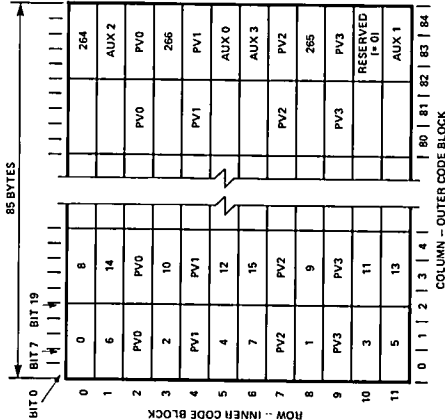 85 BYTES
BIT 0 BIT 7 BIT 19
0 0 8 264
1 6 14 AUX 2
2 PV0 PV0 PV0 PV0
3 2 10 266
4 PV1 PV1 PV1 PV1
5 4 12 AUX 0
6 7 15 AUX 3
7 PV2 PV2 PV2 PV2
8 1 9 265
9 PV3 PV3 PV3 PV3
10 3 11 RESERVED (= 0)
11 5 13 AUX 1
0 1 2 3 4 80 81 82 83 84
ROW -- INNER CODE BLOCK
COLUMN -- OUTER CODE BLOCK